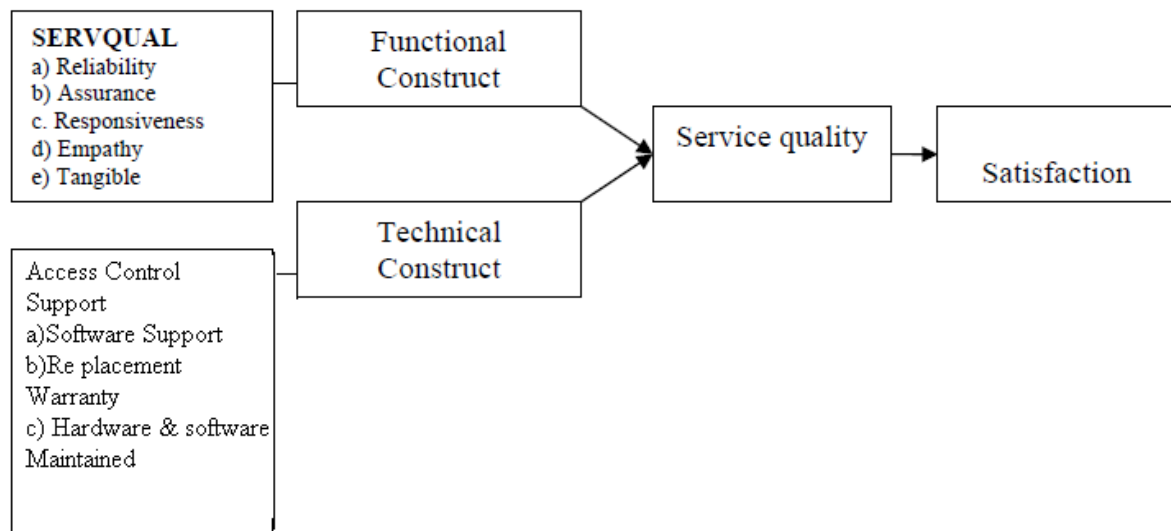 SERVQUAL
a) Reliability
b) Assurance
c. Responsiveness
d) Empathy
e) Tangible
Functional
Construct
Technical
Construct
Service quality
Satisfaction
Access Control
Support
a)Software Support
b)Re placement
Warranty
c) Hardware & software
Maintained